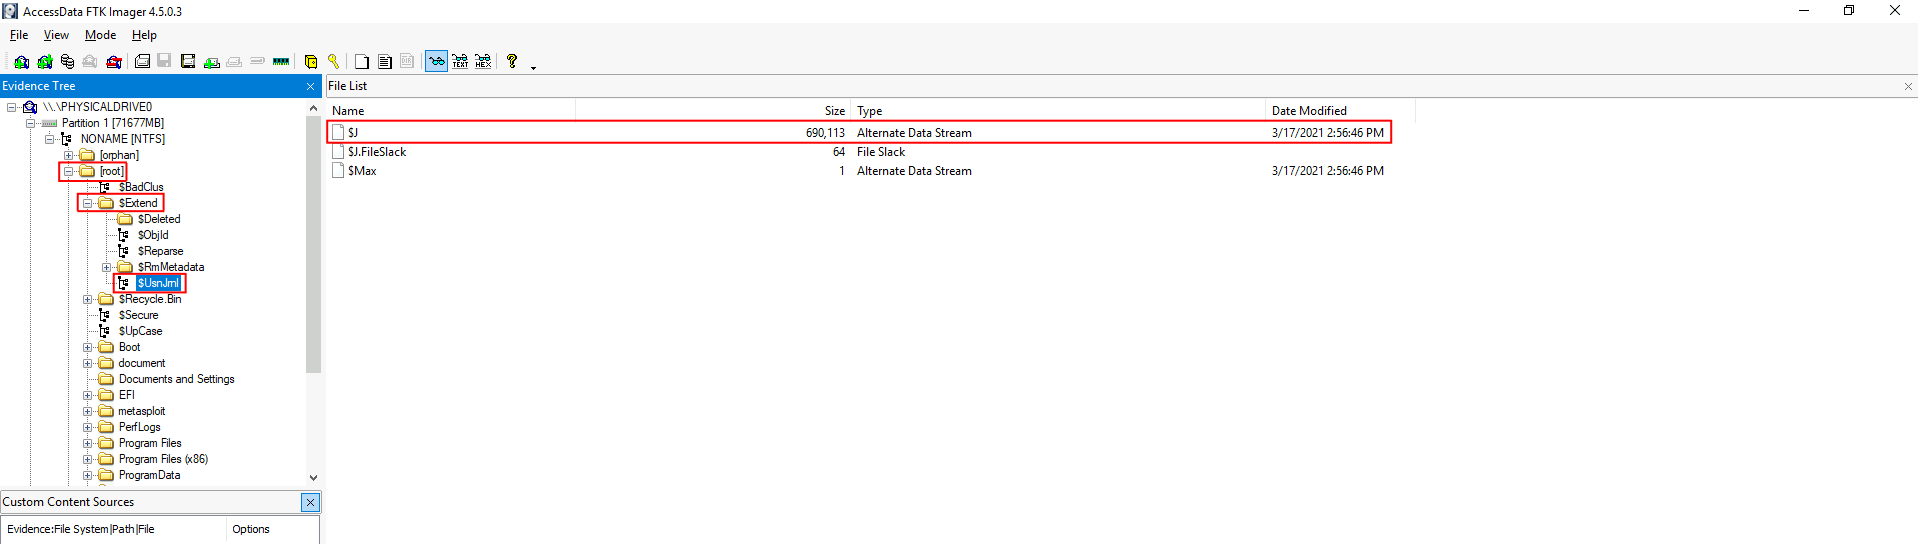 AccessData FTK Imager 4.5.0.3
File View Mode Help
Evidence Tree
\\.\PHYSICALDRIVE0
Partition 1 [71677MB]
NONAME [NTFS]
[orphan]
[root]
$BadClus
$Extend
$Deleted
$ObjId
$Reparse
$RmMetadata
$UsnJrnl
$Recycle.Bin
$Secure
$UpCase
Boot
document
Documents and Settings
EFI
metasploit
PerfLogs
Program Files
Program Files (x86)
ProgramData
Custom Content Sources
Evidence:File System|Path|File Options
File List
Name Size Type Date Modified
$J 690,113 Alternate Data Stream 3/17/2021 2:56:46 PM
$J.FileSlack 64 File Slack
$Max 1 Alternate Data Stream 3/17/2021 2:56:46 PM